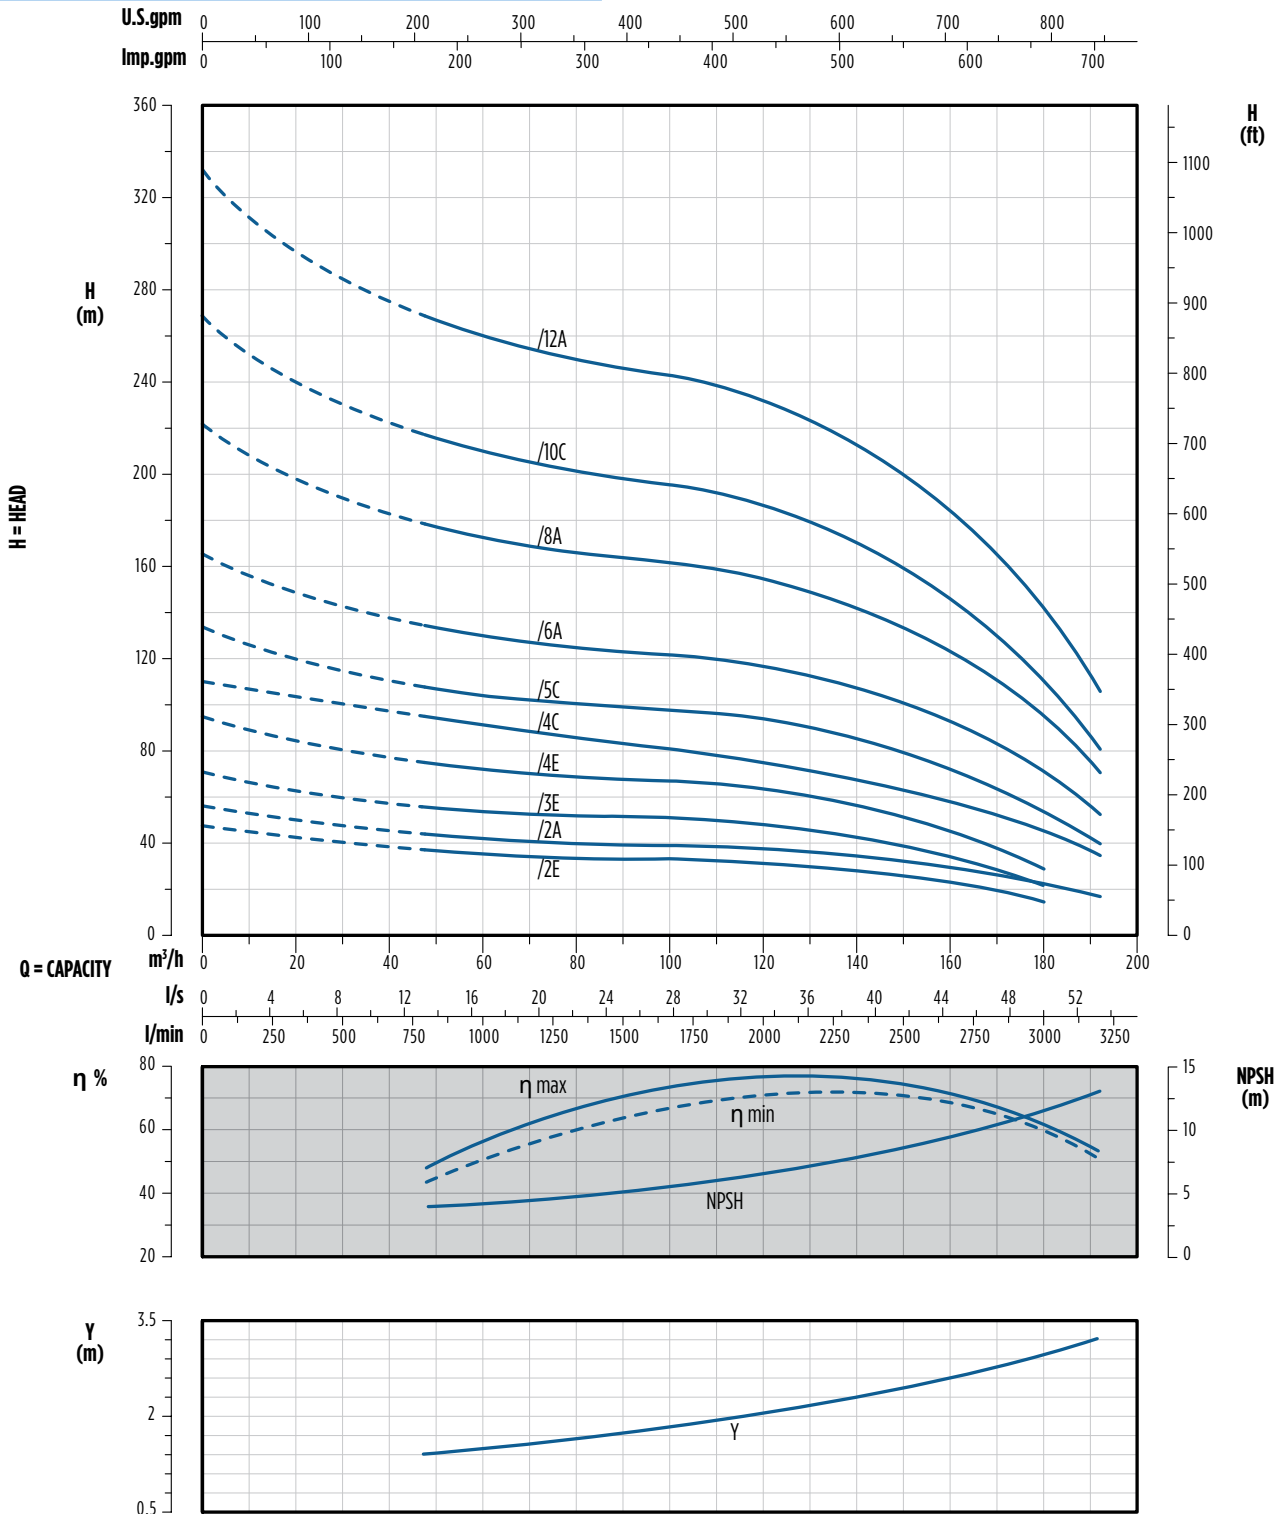 U.S.gpm 0 100 200 300 400 500 600 700 800
Imp.gpm 0 100 200 300 400 500 600 700
360
320
280
240
200
160
120
80
40
0
H
(m)
H = HEAD
H
(ft)
1100
1000
900
800
700
600
500
400
300
200
100
0
/12A
/10C
/8A
/6A
/5C
/4C
/4E
/3E
/2A
/2E
Q = CAPACITY m³/h 0 20 40 60 80 100 120 140 160 180 200
l/s 0 4 8 12 16 20 24 28 32 36 40 44 48 52
l/min 0 250 500 750 1000 1250 1500 1750 2000 2250 2500 2750 3000 3250
η %
80
60
40
20
η max
η min
NPSH
NPSH
(m)
15
10
5
0
Y
(m)
3.5
2
0.5
Y